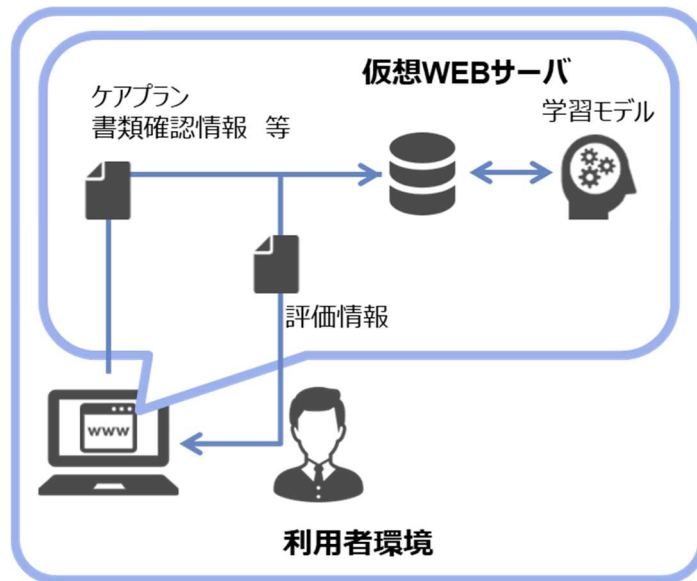 仮想WEBサーバ
ケアプラン
書類確認情報 等
学習モデル
評価情報
www
利用者環境